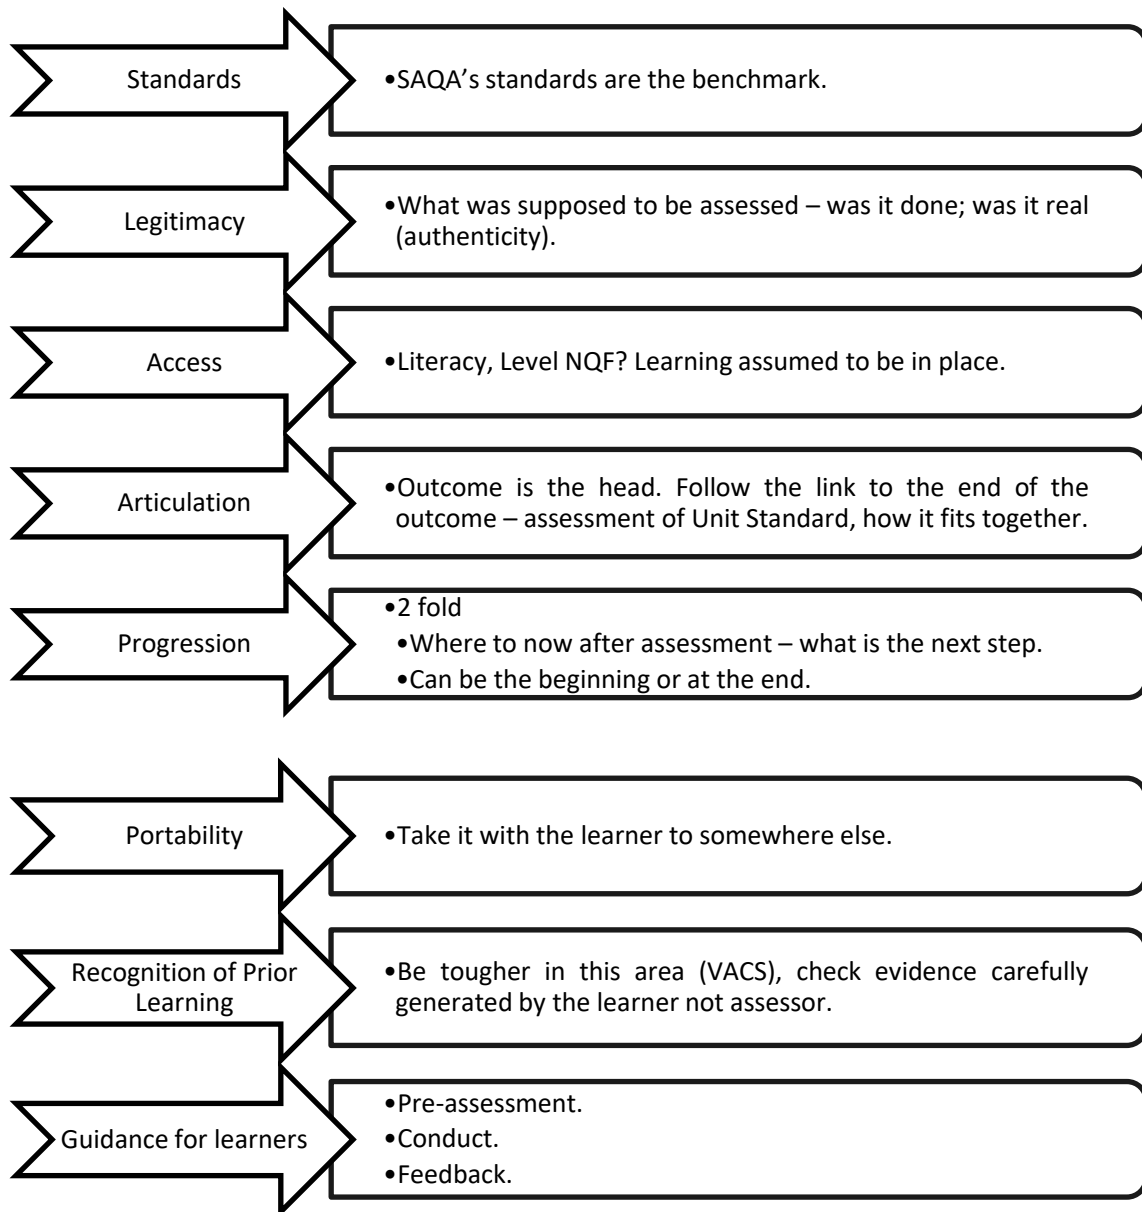 Standards
•SAQA’s standards are the benchmark.
Legitimacy
•What was supposed to be assessed – was it done; was it real
(authenticity).
Access
•Literacy, Level NQF? Learning assumed to be in place.
Articulation
•Outcome is the head. Follow the link to the end of the
outcome – assessment of Unit Standard, how it fits together.
Progression
•2 fold
•Where to now after assessment – what is the next step.
•Can be the beginning or at the end.
Portability
•Take it with the learner to somewhere else.
Recognition of Prior
Learning
•Be tougher in this area (VACS), check evidence carefully
generated by the learner not assessor.
Guidance for learners
•Pre-assessment.
•Conduct.
•Feedback.